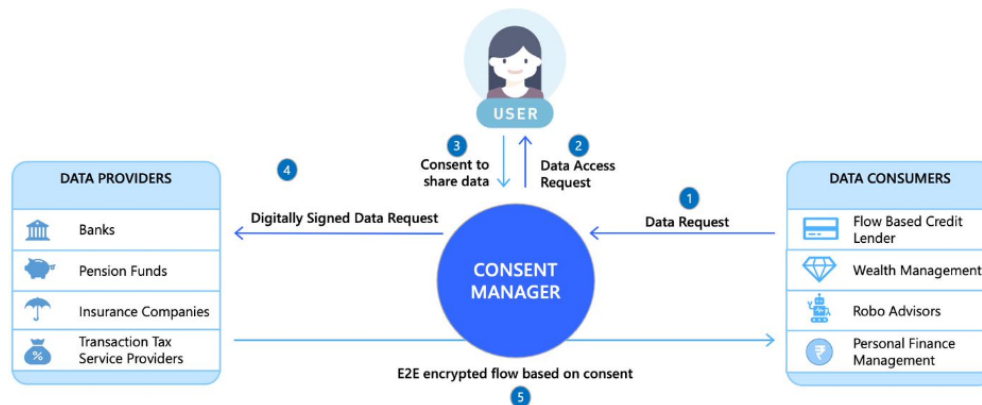 USER
3
Consent to
share data
2
Data Access
Request
4
Digitally Signed Data Request
1
Data Request
DATA PROVIDERS
Banks
Pension Funds
Insurance Companies
Transaction Tax
Service Providers
%
CONSENT
MANAGER
DATA CONSUMERS
Flow Based Credit
Lender
Wealth Management
Robo Advisors
Personal Finance
Management
₹
E2E encrypted flow based on consent
5